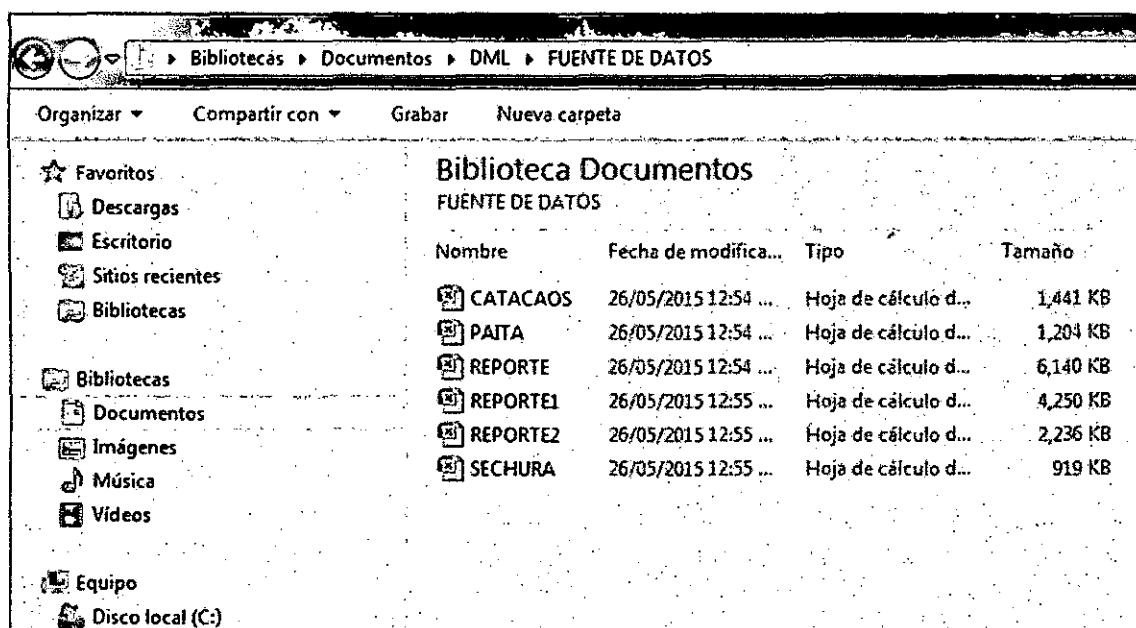 Bibliotecas ▸ Documentos ▸ DML ▸ FUENTE DE DATOS
Organizar Compartir con Grabar Nueva carpeta
Favoritos
Descargas
Escritorio
Sitios recientes
Bibliotecas
Bibliotecas
Documentos
Imágenes
Música
Vídeos
Equipo
Disco local (C:)
Biblioteca Documentos
FUENTE DE DATOS
Nombre Fecha de modifica... Tipo Tamaño
CATACAOS 26/05/2015 12:54 ... Hoja de cálculo d... 1,441 KB
PAITA 26/05/2015 12:54 ... Hoja de cálculo d... 1,204 KB
REPORTE 26/05/2015 12:54 ... Hoja de cálculo d... 6,140 KB
REPORTE1 26/05/2015 12:55 ... Hoja de cálculo d... 4,250 KB
REPORTE2 26/05/2015 12:55 ... Hoja de cálculo d... 2,236 KB
SECHURA 26/05/2015 12:55 ... Hoja de cálculo d... 919 KB